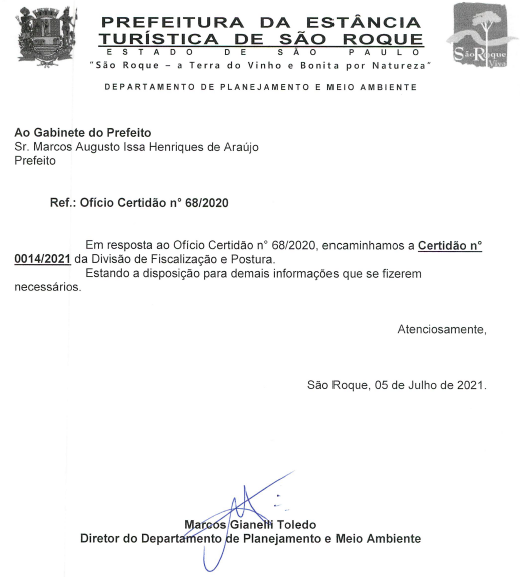 PREFEITURA DA ESTÂNCIA
TURÍSTICA DE SÃO ROQUE
ESTADO DE SÃO PAULO
"São Roque – a Terra do Vinho e Bonita por Natureza"
DEPARTAMENTO DE PLANEJAMENTO E MEIO AMBIENTE
São Roque
Viva
Ao Gabinete do Prefeito
Sr. Marcos Augusto Issa Henriques de Araújo
Prefeito
Ref.: Ofício Certidão n° 68/2020
Em resposta ao Ofício Certidão n° 68/2020, encaminhamos a Certidão n°
0014/2021 da Divisão de Fiscalização e Postura.
Estando a disposição para demais informações que se fizerem
necessários.
Atenciosamente,
São Roque, 05 de Julho de 2021.
Marcos Gianelli Toledo
Diretor do Departamento de Planejamento e Meio Ambiente